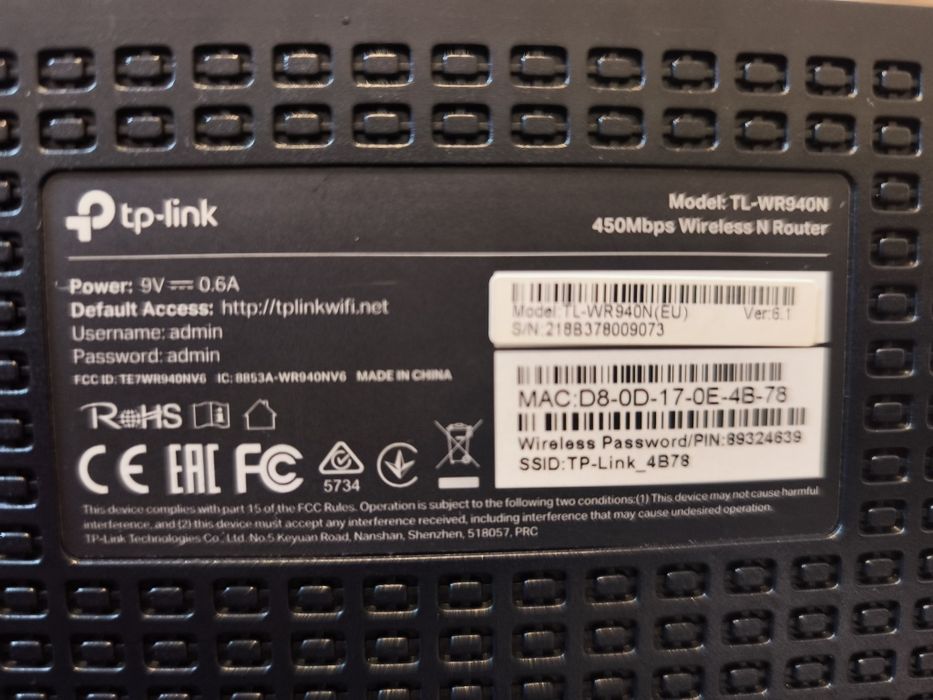 tp-link
Model: TL-WR940N
450Mbps Wireless N Router
Power: 9V⎓0.6A
Default Access: http://tplinkwifi.net
Username: admin
Password: admin
FCC ID: TE7WR940NV6 IC: 8853A-WR940NV6 MADE IN CHINA
Model:TL-WR940N(EU) Ver:6.1
S/N:218B378009073
MAC:D8-0D-17-0E-4B-78
Wireless Password/PIN:89324639
SSID:TP-Link_4B78
RoHS
CE EAC FC
5734
This device complies with part 15 of the FCC Rules. Operation is subject to the following two conditions:(1) This device may not cause harmful
interference, and (2) this device must accept any interference received, including interference that may cause undesired operation.
TP-Link Technologies Co., Ltd. No.5 Keyuan Road, Nanshan, Shenzhen, 518057, PRC